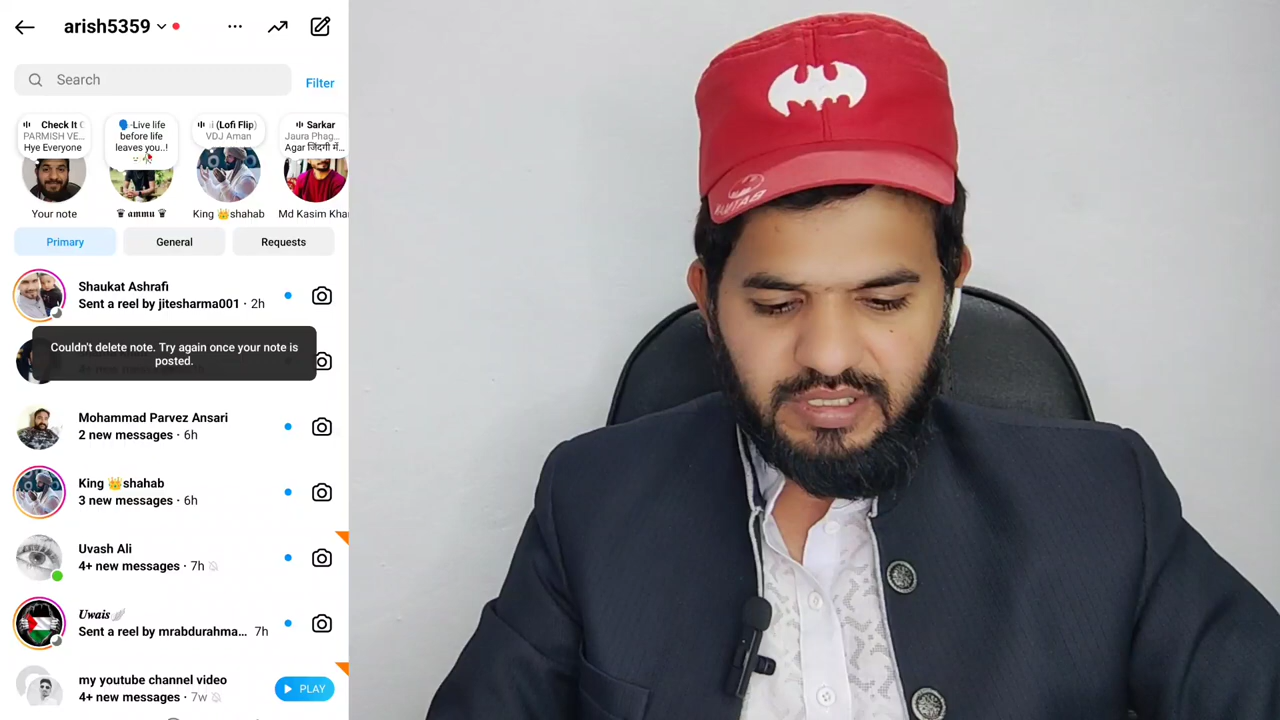 arish5359
Search
Filter
Check It
PARMISH VE...
Hye Everyone
🗣️Live life
before life
leaves you..!
(Lofi Flip)
VDJ Aman
Sarkar
Jaura Phag...
Agar जिंदगी में...
Your note
♛ 𝖆𝖒𝖒𝖚 ♛
King 👑shahab
Md Kasim Kha
Primary
General
Requests
Shaukat Ashrafi
Sent a reel by jitesharma001 · 2h
Couldn't delete note. Try again once your note is
posted.
Mohammad Parvez Ansari
2 new messages · 6h
King 👑shahab
3 new messages · 6h
Uvash Ali
4+ new messages · 7h
𝑼𝒘𝒂𝒊𝒔🕊️
Sent a reel by mrabdurahma... 7h
my youtube channel video
4+ new messages · 7w
PLAY